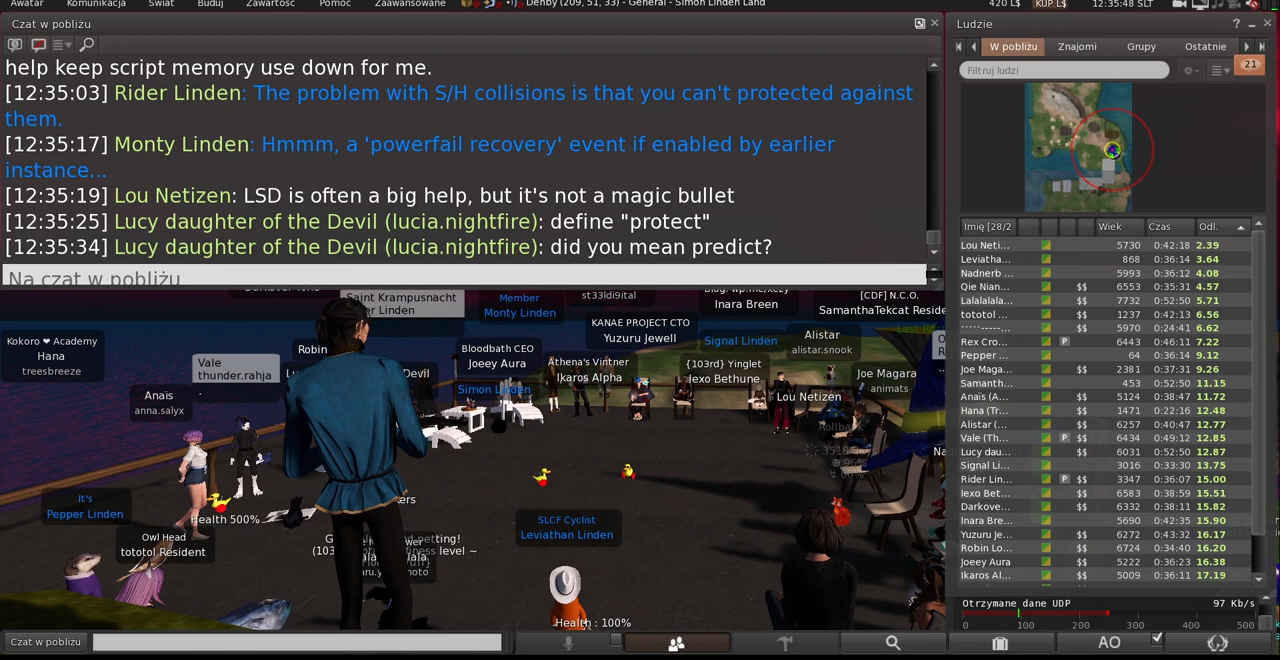 Awatar Komunikacja Świat Buduj Zawartość Pomoc Zaawansowane Denby (209, 51, 33) - General - Simon Linden Land 420 L$ KUP L$ 12:35:48 SLT
Czat w pobliżu
help keep script memory use down for me.
[12:35:03] Rider Linden: The problem with S/H collisions is that you can't protected against
them.
[12:35:17] Monty Linden: Hmmm, a 'powerfail recovery' event if enabled by earlier
instance...
[12:35:19] Lou Netizen: LSD is often a big help, but it's not a magic bullet
[12:35:25] Lucy daughter of the Devil (lucia.nightfire): define "protect"
[12:35:34] Lucy daughter of the Devil (lucia.nightfire): did you mean predict?
Na czat w pobliżu
Saint Krampusnacht
er Linden
Member
Monty Linden
st33ldi9ital
Inara Breen
[CDF] N.C.O.
SamanthaTekcat Reside
KANAE PROJECT CTO
Yuzuru Jewell
Signal Linden
Alistar
alistar.snook
Kokoro ❤ Academy
Hana
treesbreeze
Robin
Vale
thunder.rahja
Devil
Bloodbath CEO
Joeey Aura
Simon Linden
Athena's Vintner
Ikaros Alpha
{103rd} Yinglet
Iexo Bethune
Joe Magara
animats
Lou Netizen
Anaïs
anna.salyx
It's
Pepper Linden
Health 500%
Owl Head
tototol Resident
SLCF Cyclist
Leviathan Linden
Health : 100%
Czat w pobliżu
Ludzie
W pobliżu Znajomi Grupy Ostatnie
Filtruj ludzi
21
Imię [28/2 Wiek Czas Odl.
Lou Neti... 5730 0:42:18 2.39
Leviatha... 868 0:36:14 3.64
Nadnerb ... 5993 0:36:12 4.08
Qie Nian... $$ 6553 0:35:31 4.57
Lalalalala... $$ 7732 0:52:50 5.71
tototol ... $$ 1237 0:42:13 6.56
$$ 5970 0:24:41 6.62
Rex Cro... P 6443 0:46:11 7.22
Pepper ... 64 0:36:14 9.12
Joe Maga... $$ 2381 0:37:31 9.26
Samanth... 453 0:52:50 11.15
Anaïs (A... $$ 5124 0:38:47 11.72
Hana (Tr... $$ 1471 0:22:16 12.48
Alistar (... $$ 6257 0:40:47 12.77
Vale (Th... P $$ 6434 0:49:12 12.85
Lucy dau... $$ 6031 0:52:50 12.87
Signal Li... 3016 0:33:30 13.75
Rider Lin... P $$ 3347 0:36:07 15.00
Iexo Bet... $$ 6583 0:38:59 15.51
Darkove... $$ 6332 0:38:11 15.82
Inara Bre... 5690 0:42:35 15.90
Yuzuru Je... $$ 6272 0:43:32 16.17
Robin Lo... $$ 6724 0:34:40 16.20
Joeey Aura $$ 5222 0:36:23 16.38
Ikaros Al... $$ 5009 0:36:11 17.19
Otrzymane dane UDP 97 Kb/s
0 100 200 300 400 500
AO